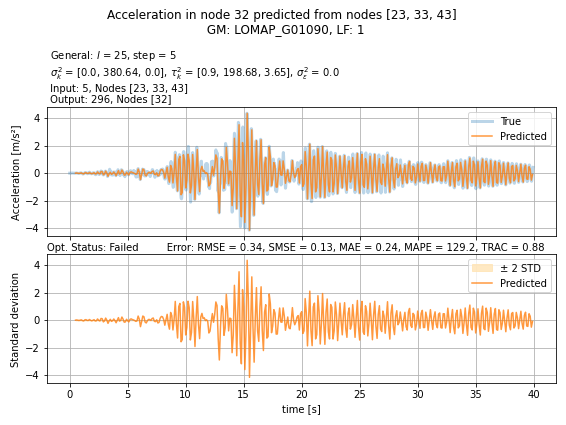 Acceleration in node 32 predicted from nodes [23, 33, 43]
GM: LOMAP_G01090, LF: 1
General: l = 25, step = 5
σ²ₖ = [0.0, 380.64, 0.0], τ²ₖ = [0.9, 198.68, 3.65], σ²ₑ = 0.0
Input: 5, Nodes [23, 33, 43]
Output: 296, Nodes [32]
Acceleration [m/s²]
4
2
0
−2
−4
True
Predicted
Opt. Status: Failed Error: RMSE = 0.34, SMSE = 0.13, MAE = 0.24, MAPE = 129.2, TRAC = 0.88
Standard deviation
4
2
0
−2
−4
± 2 STD
Predicted
0 5 10 15 20 25 30 35 40
time [s]